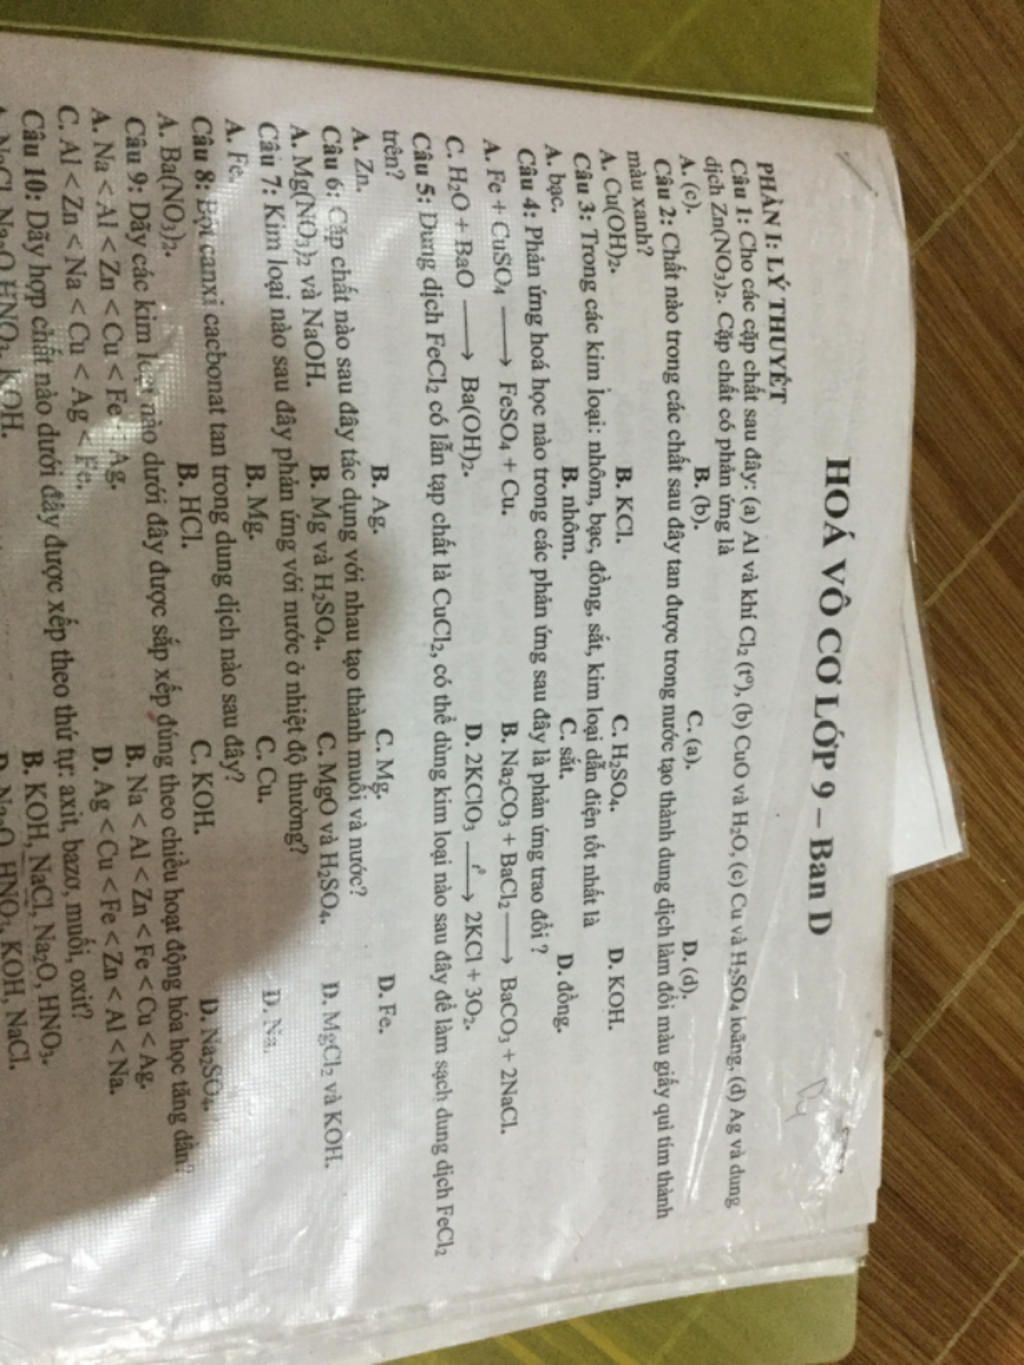 HOÁ VÔ CƠ LỚP 9 – Ban D
PHẦN I: LÝ THUYẾT
Câu 1: Cho các cặp chất sau đây: (a) Al và khí Cl₂ (t°), (b) CuO và H₂O, (c) Cu và H₂SO₄ loãng, (d) Ag và dung
dịch Zn(NO₃)₂. Cặp chất có phản ứng là
A. (c). B. (b). C. (a). D. (d).
Câu 2: Chất nào trong các chất sau đây tan được trong nước tạo thành dung dịch làm đổi màu giấy quì tím thành
màu xanh?
A. Cu(OH)₂. B. KCl. C. H₂SO₄. D. KOH.
Câu 3: Trong các kim loại: nhôm, bạc, đồng, sắt, kim loại dẫn điện tốt nhất là
A. bạc. B. nhôm. C. sắt. D. đồng.
Câu 4: Phản ứng hoá học nào trong các phản ứng sau đây là phản ứng trao đổi ?
A. Fe + CuSO₄ ⟶ FeSO₄ + Cu. B. Na₂CO₃ + BaCl₂ ⟶ BaCO₃ + 2NaCl.
C. H₂O + BaO ⟶ Ba(OH)₂. D. 2KClO₃ —t°→ 2KCl + 3O₂.
Câu 5: Dung dịch FeCl₂ có lẫn tạp chất là CuCl₂, có thể dùng kim loại nào sau đây để làm sạch dung dịch FeCl₂
trên?
A. Zn. B. Ag. C. Mg. D. Fe.
Câu 6: Cặp chất nào sau đây tác dụng với nhau tạo thành muối và nước?
A. Mg(NO₃)₂ và NaOH. B. Mg và H₂SO₄. C. MgO và H₂SO₄. D. MgCl₂ và KOH.
Câu 7: Kim loại nào sau đây phản ứng với nước ở nhiệt độ thường?
A. Fe. B. Mg. C. Cu. D. Na.
Câu 8: Bột canxi cacbonat tan trong dung dịch nào sau đây?
A. Ba(NO₃)₂. B. HCl. C. KOH. D. Na₂SO₄.
Câu 9: Dãy các kim loại nào dưới đây được sắp xếp đúng theo chiều hoạt động hóa học tăng dần?
A. Na < Al < Zn < Cu < Fe < Ag. B. Na < Al < Zn < Fe < Cu < Ag.
C. Al < Zn < Na < Cu < Ag < Fe. D. Ag < Cu < Fe < Zn < Al < Na.
Câu 10: Dãy hợp chất nào dưới đây được xếp theo thứ tự: axit, bazơ, muối, oxit?
B. KOH, NaCl, Na₂O, HNO₃.
A. NaCl, Na₂O, HNO₃, KOH. D. Na₂O, HNO₃, KOH, NaCl.